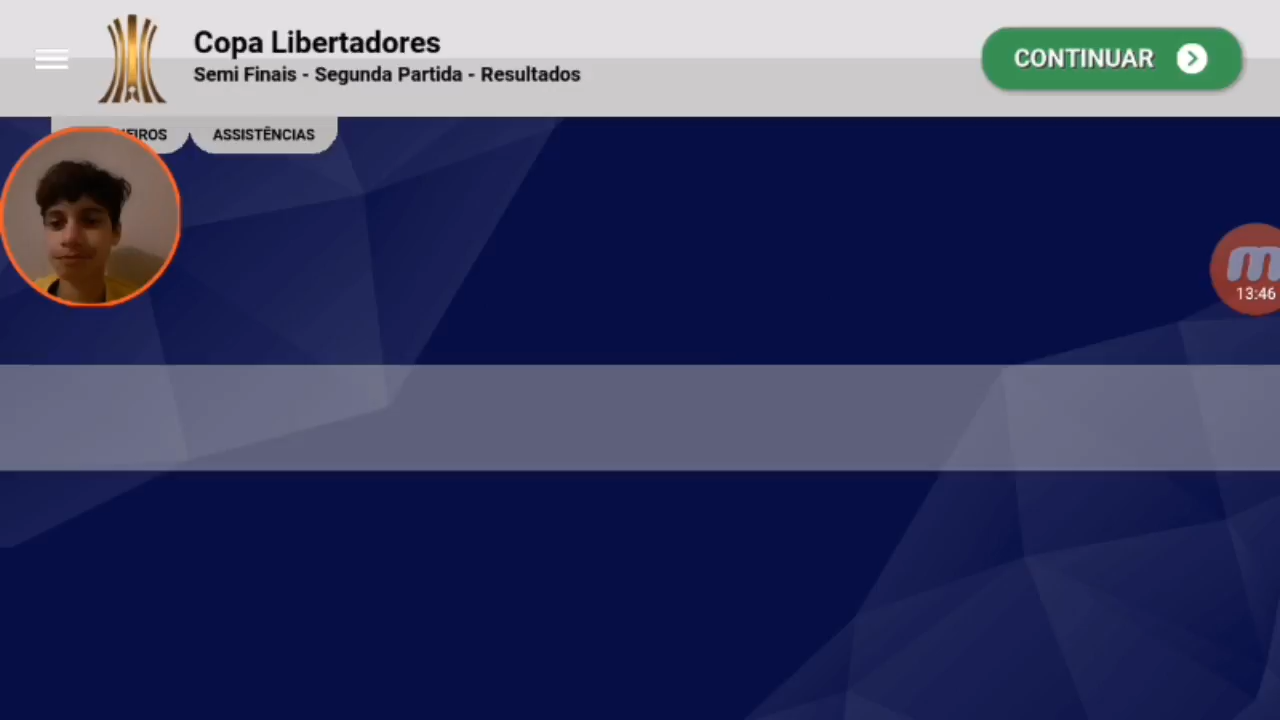 Copa Libertadores
Semi Finais - Segunda Partida - Resultados
CONTINUAR
ASSISTÊNCIAS
13:46